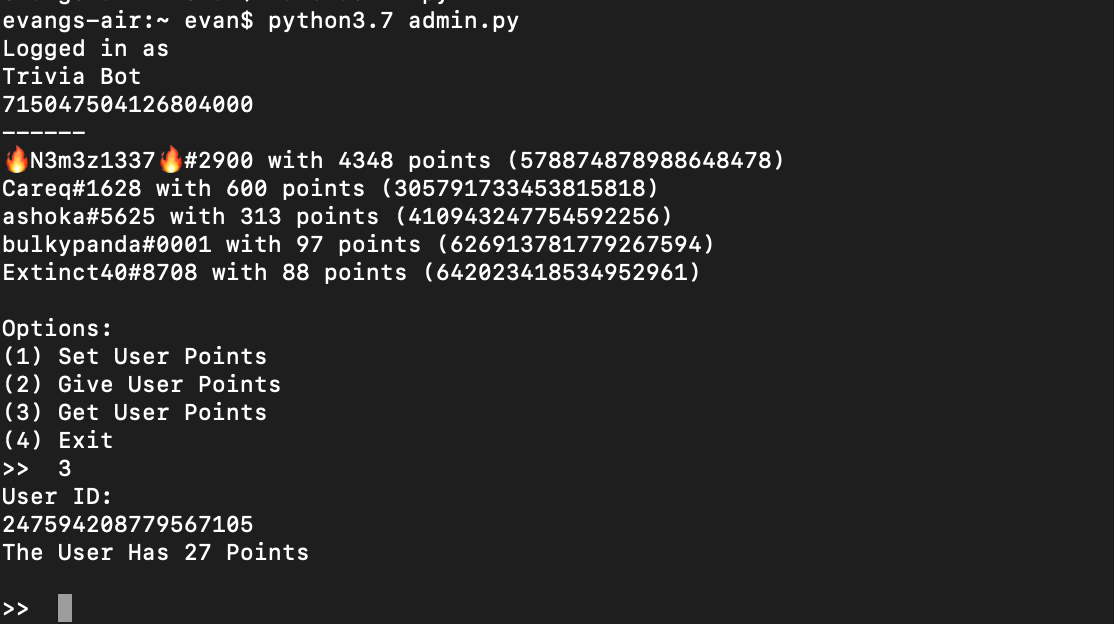 evangs-air:~ evan$ python3.7 admin.py
Logged in as
Trivia Bot
715047504126804000
------
🔥N3m3z1337🔥#2900 with 4348 points (578874878988648478)
Careq#1628 with 600 points (305791733453815818)
ashoka#5625 with 313 points (410943247754592256)
bulkypanda#0001 with 97 points (626913781779267594)
Extinct40#8708 with 88 points (642023418534952961)
Options:
(1) Set User Points
(2) Give User Points
(3) Get User Points
(4) Exit
>>  3
User ID:
247594208779567105
The User Has 27 Points
>>